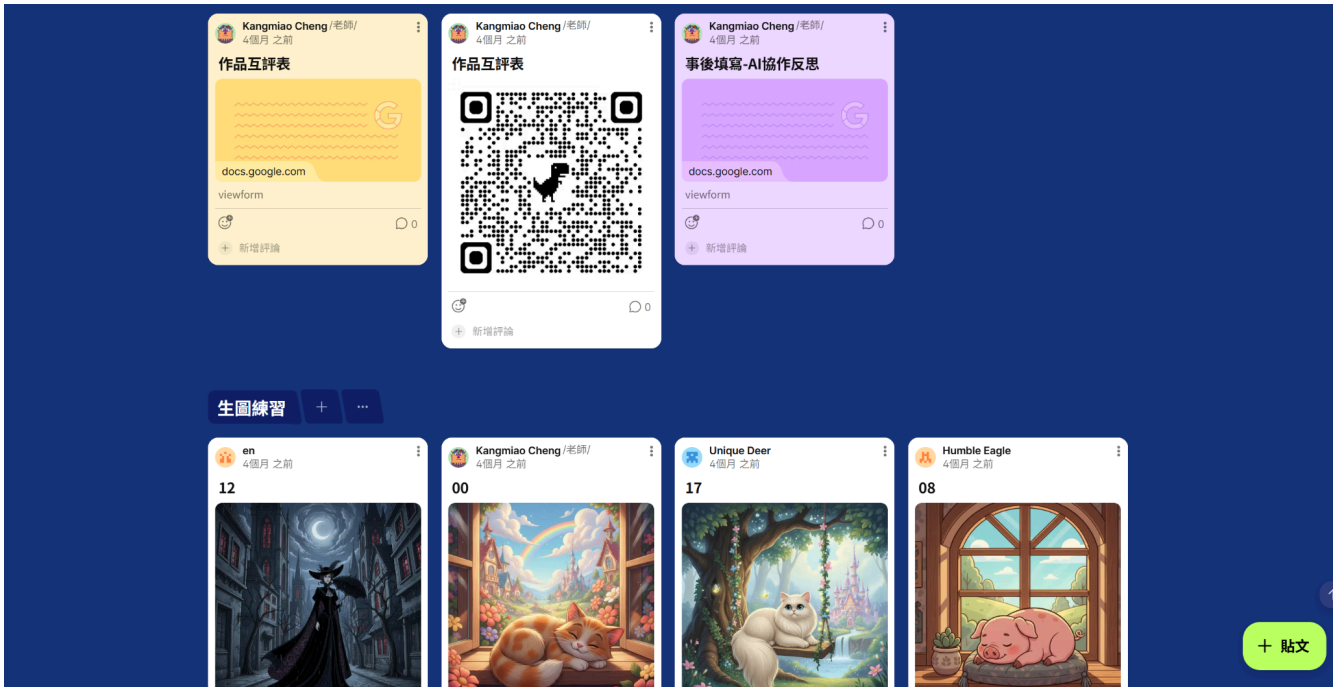 Kangmiao Cheng /老師/
4個月 之前
作品互評表
docs.google.com
viewform
0
新增評論
Kangmiao Cheng /老師/
4個月 之前
作品互評表
0
新增評論
Kangmiao Cheng /老師/
4個月 之前
事後填寫-AI協作反思
docs.google.com
viewform
0
新增評論
生圖練習
en
4個月 之前
12
Kangmiao Cheng /老師/
4個月 之前
00
Unique Deer
4個月 之前
17
Humble Eagle
4個月 之前
08
+ 貼文